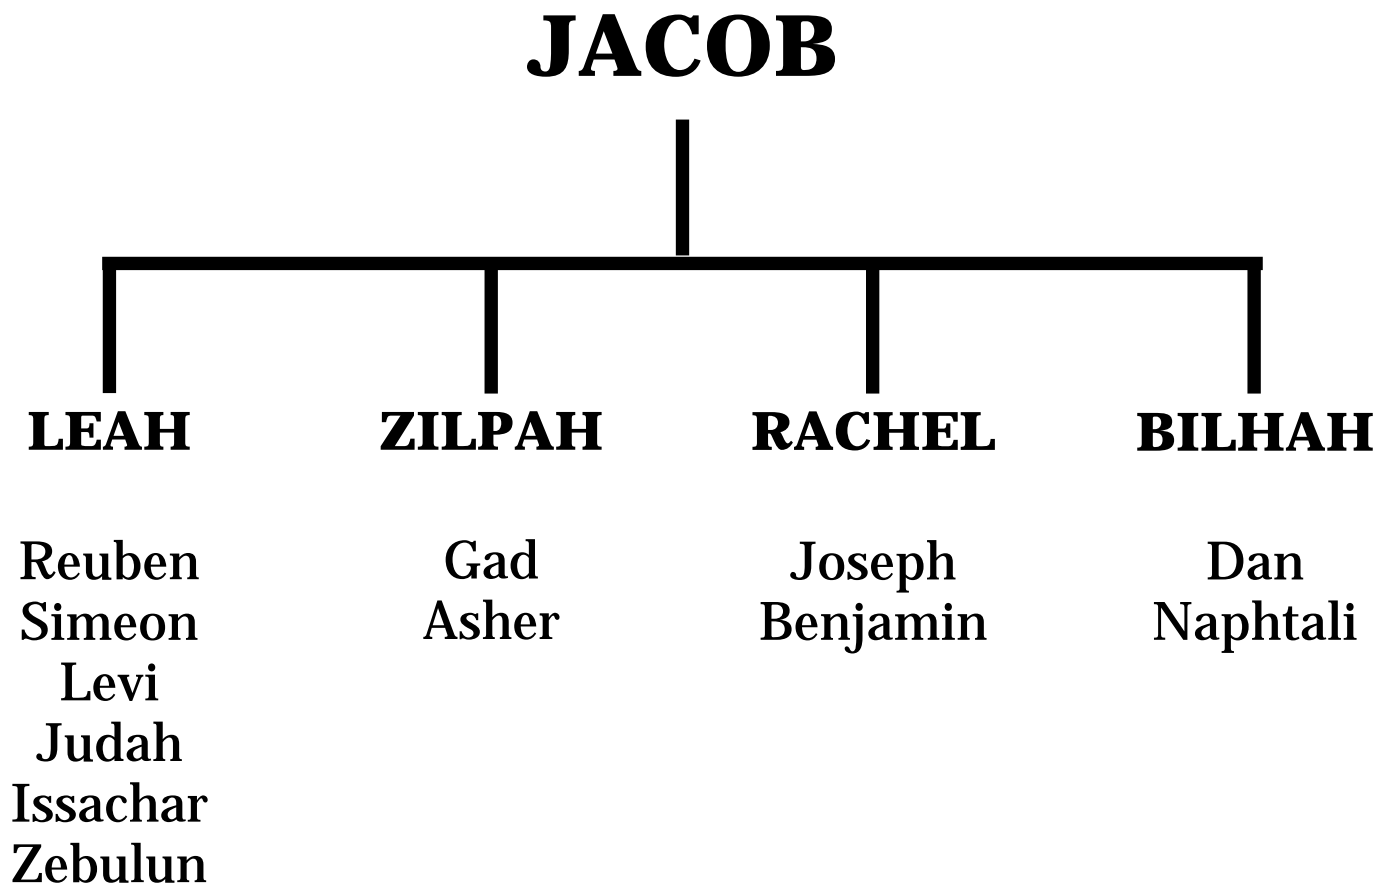 JACOB
LEAH
Reuben
Simeon
Levi
Judah
Issachar
Zebulun
ZILPAH
Gad
Asher
RACHEL
Joseph
Benjamin
BILHAH
Dan
Naphtali